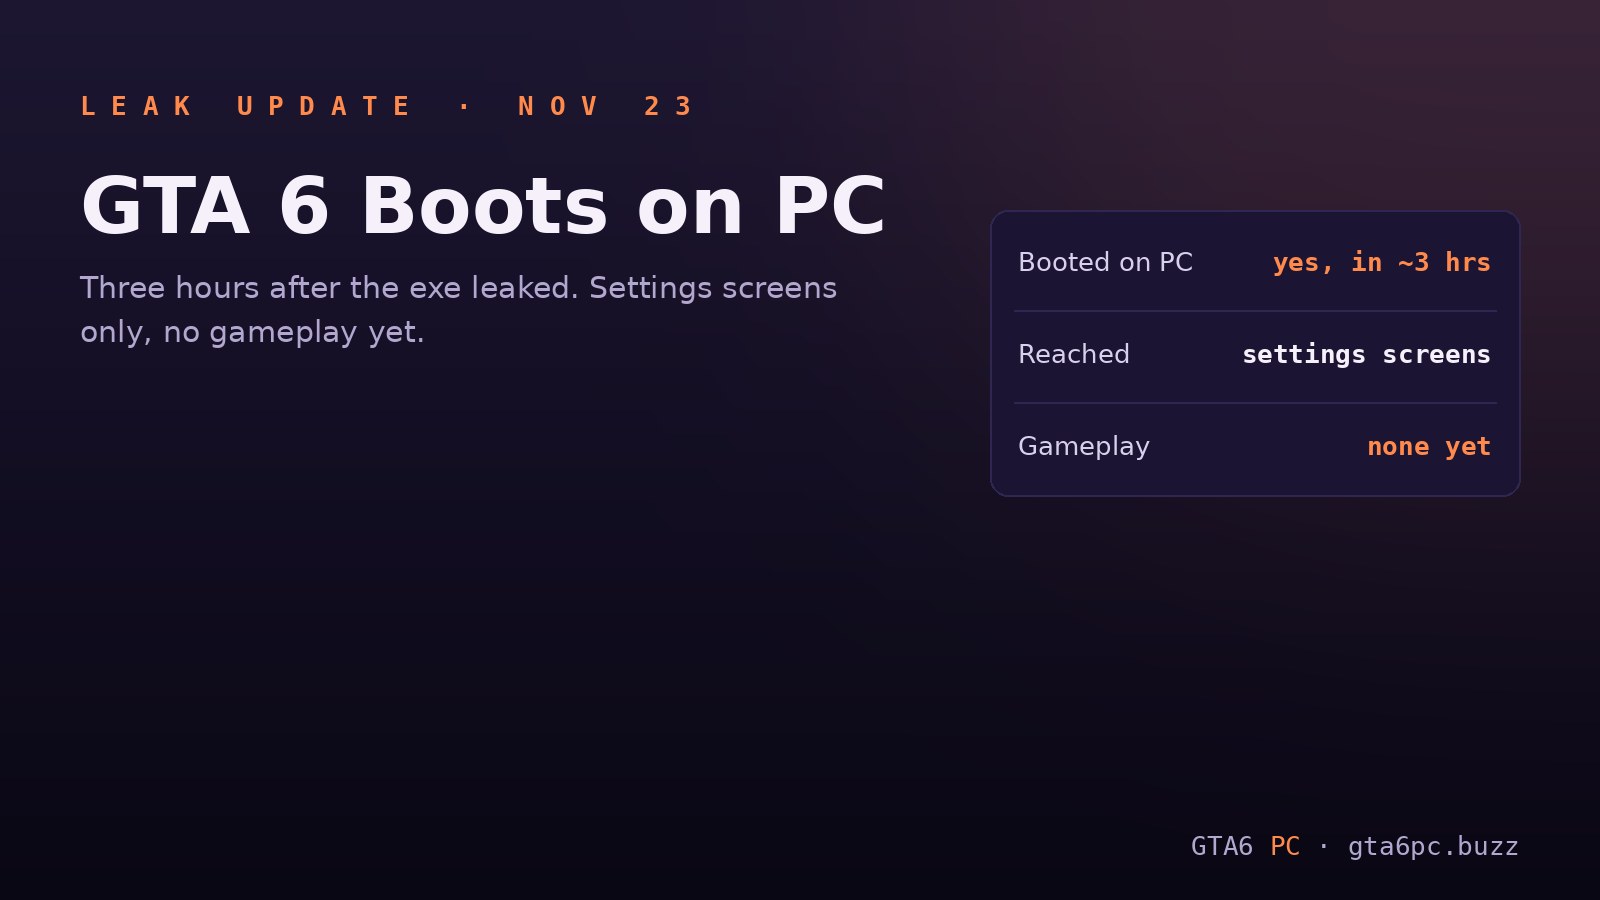 LEAK UPDATE · NOV 23
GTA 6 Boots on PC
Three hours after the exe leaked. Settings screens
only, no gameplay yet.
Booted on PC yes, in ~3 hrs
Reached settings screens
Gameplay none yet
GTA6 PC · gta6pc.buzz